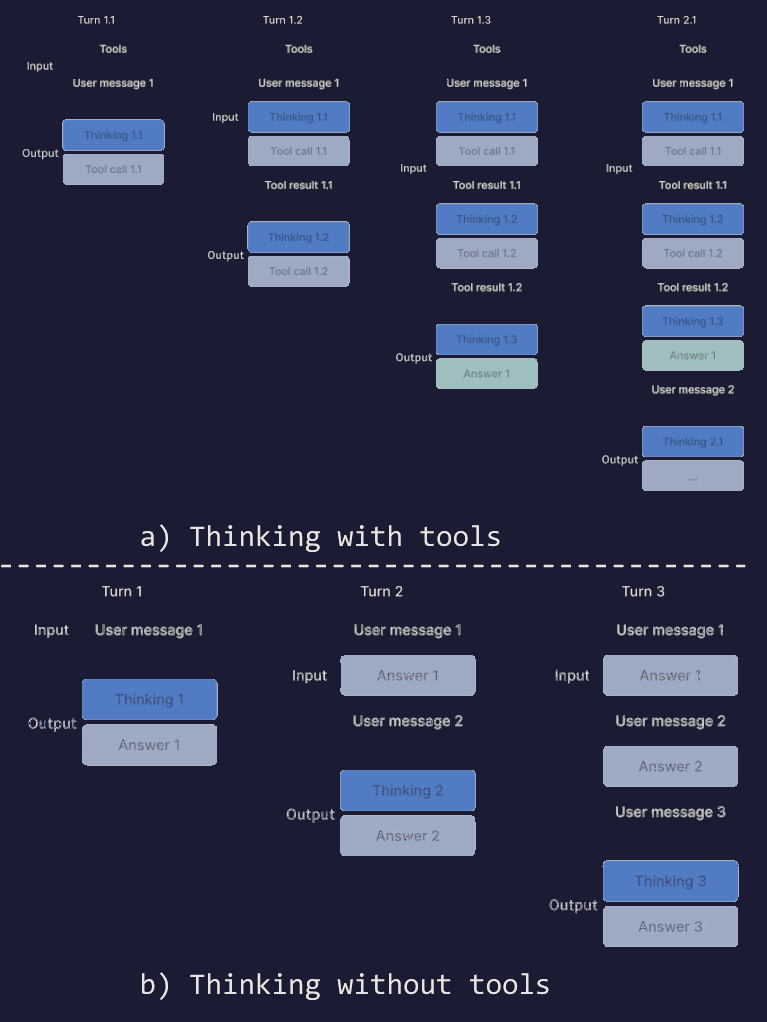 Turn 1.1
Turn 1.2
Turn 1.3
Turn 2.1
Tools
Input
User message 1
Output
Thinking 1.1
Tool call 1.1
Tools
User message 1
Input
Thinking 1.1
Tool call 1.1
Tool result 1.1
Output
Thinking 1.2
Tool call 1.2
Tools
User message 1
Thinking 1.1
Tool call 1.1
Input
Tool result 1.1
Thinking 1.2
Tool call 1.2
Tool result 1.2
Output
Thinking 1.3
Answer 1
Tools
User message 1
Thinking 1.1
Tool call 1.1
Input
Tool result 1.1
Thinking 1.2
Tool call 1.2
Tool result 1.2
Thinking 1.3
Answer 1
User message 2
Thinking 2.1
Output
...
a) Thinking with tools
Turn 1
Turn 2
Turn 3
Input
User message 1
Thinking 1
Output
Answer 1
User message 1
Input
Answer 1
User message 2
Thinking 2
Output
Answer 2
User message 1
Input
Answer 1
User message 2
Answer 2
User message 3
Thinking 3
Output
Answer 3
b) Thinking without tools